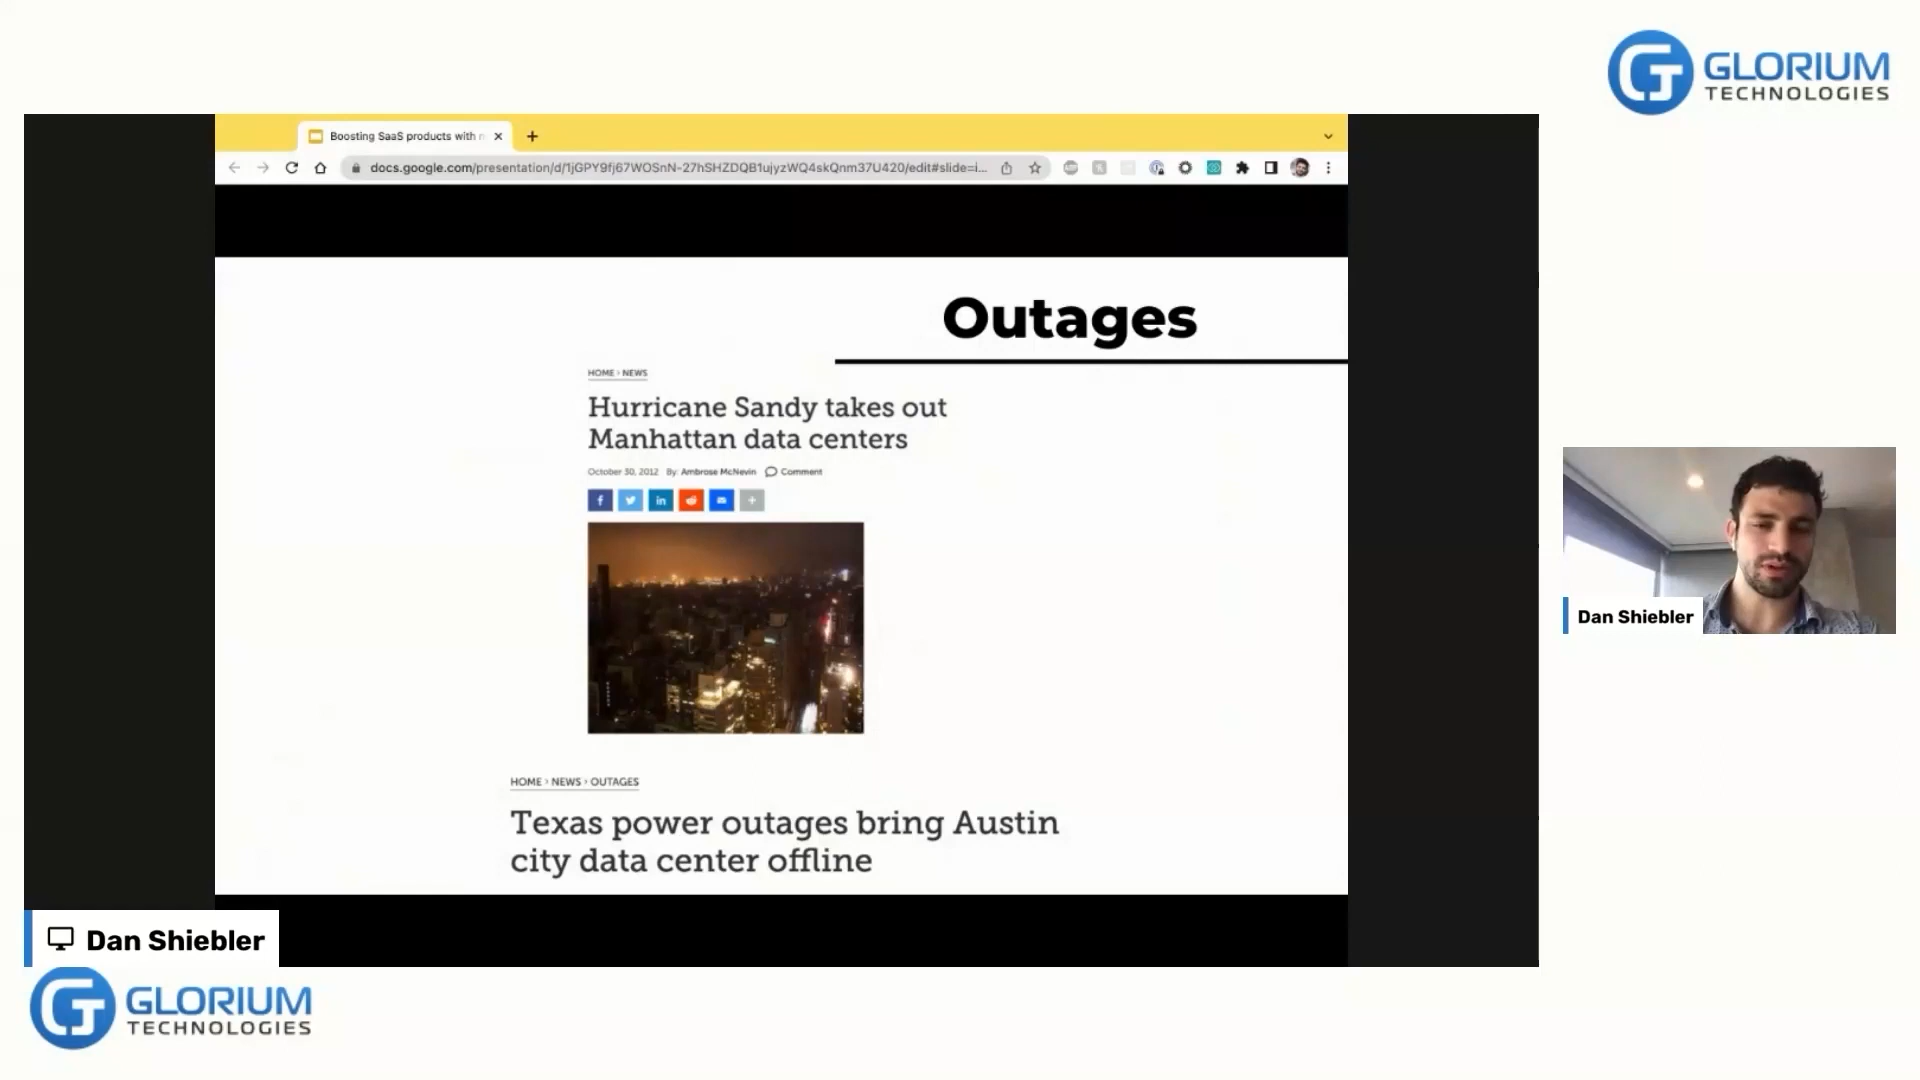 GLORIUM
TECHNOLOGIES
Boosting SaaS products with
docs.google.com/presentation/d/1jGPY9fj67WOSnN-27hSHZDQB1ujyzWQ4skQnm37U420/edit#slide=i...
Outages
HOME › NEWS
Hurricane Sandy takes out
Manhattan data centers
October 30, 2012 By: Ambrose McNevin Comment
HOME › NEWS › OUTAGES
Texas power outages bring Austin
city data center offline
Dan Shiebler
Dan Shiebler
GLORIUM
TECHNOLOGIES